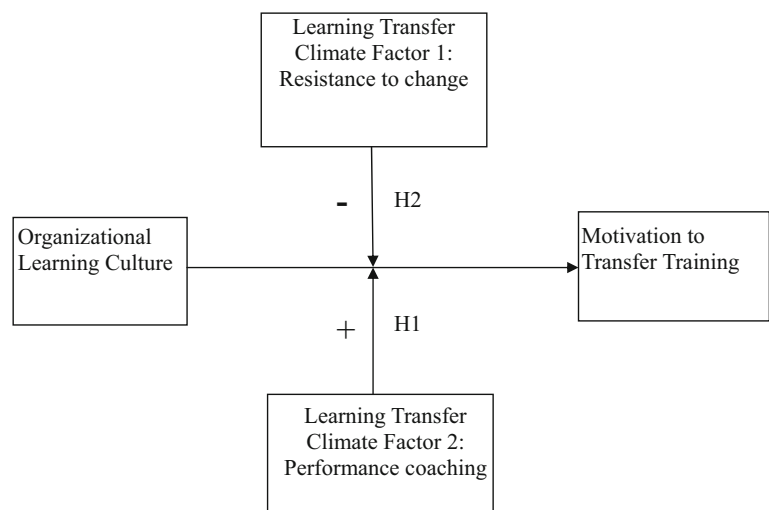 Learning Transfer
Climate Factor 1:
Resistance to change
-
H2
Organizational
Learning Culture
Motivation to
Transfer Training
+
H1
Learning Transfer
Climate Factor 2:
Performance coaching